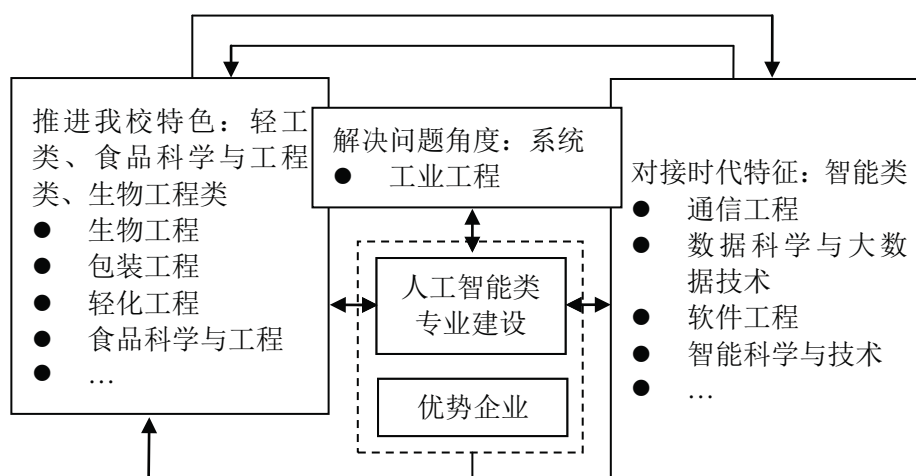 推进我校特色：轻工
类、食品科学与工程
类、生物工程类
● 生物工程
● 包装工程
● 轻化工程
● 食品科学与工程
● …
解决问题角度：系统
● 工业工程
人工智能类
专业建设
优势企业
对接时代特征：智能类
● 通信工程
● 数据科学与大数
据技术
● 软件工程
● 智能科学与技术
● …